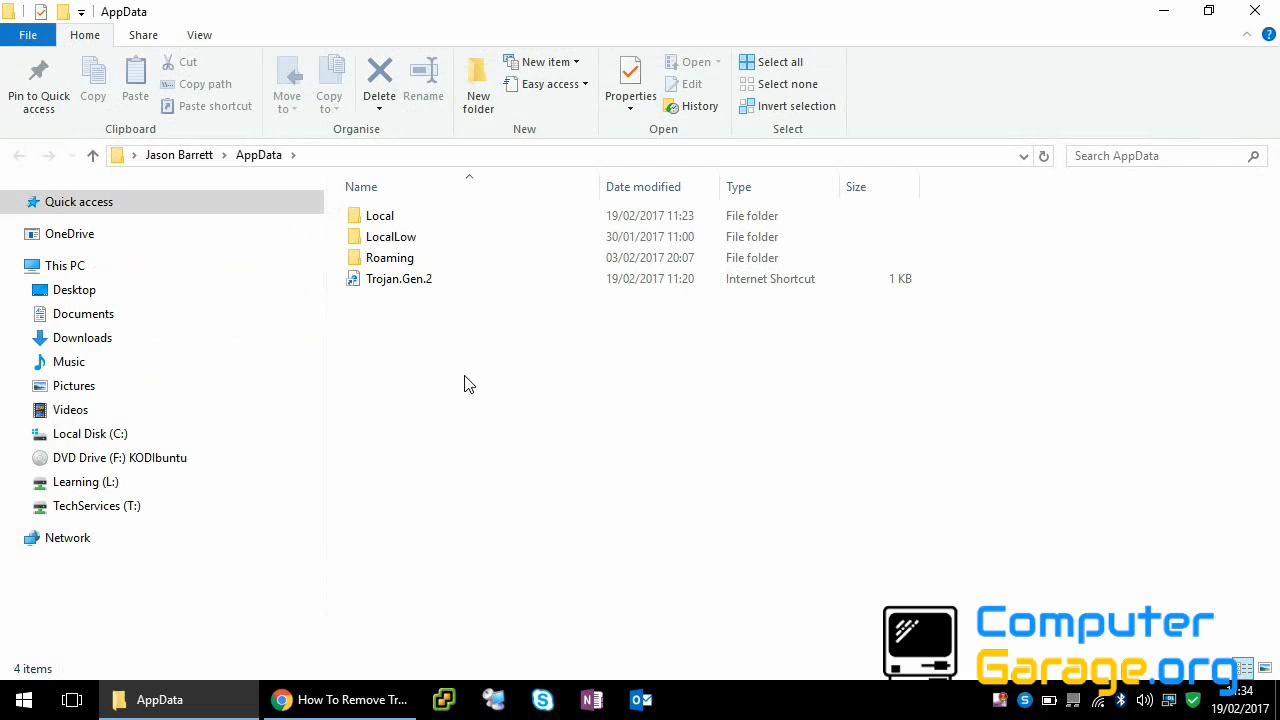 AppData
File Home Share View
Pin to Quick access
Copy
Paste
Cut
Copy path
Paste shortcut
Clipboard
Move to
Copy to
Delete
Rename
Organise
New folder
New item
Easy access
New
Properties
Open
Edit
History
Open
Select all
Select none
Invert selection
Select
Jason Barrett AppData
Search AppData
Name Date modified Type Size
Local 19/02/2017 11:23 File folder
LocalLow 30/01/2017 11:00 File folder
Roaming 03/02/2017 20:07 File folder
Trojan.Gen.2 19/02/2017 11:20 Internet Shortcut 1 KB
Quick access
OneDrive
This PC
Desktop
Documents
Downloads
Music
Pictures
Videos
Local Disk (C:)
DVD Drive (F:) KODIbuntu
Learning (L:)
TechServices (T:)
Network
4 items
Computer
Garage.org
AppData
How To Remove Tr...
19/02/2017